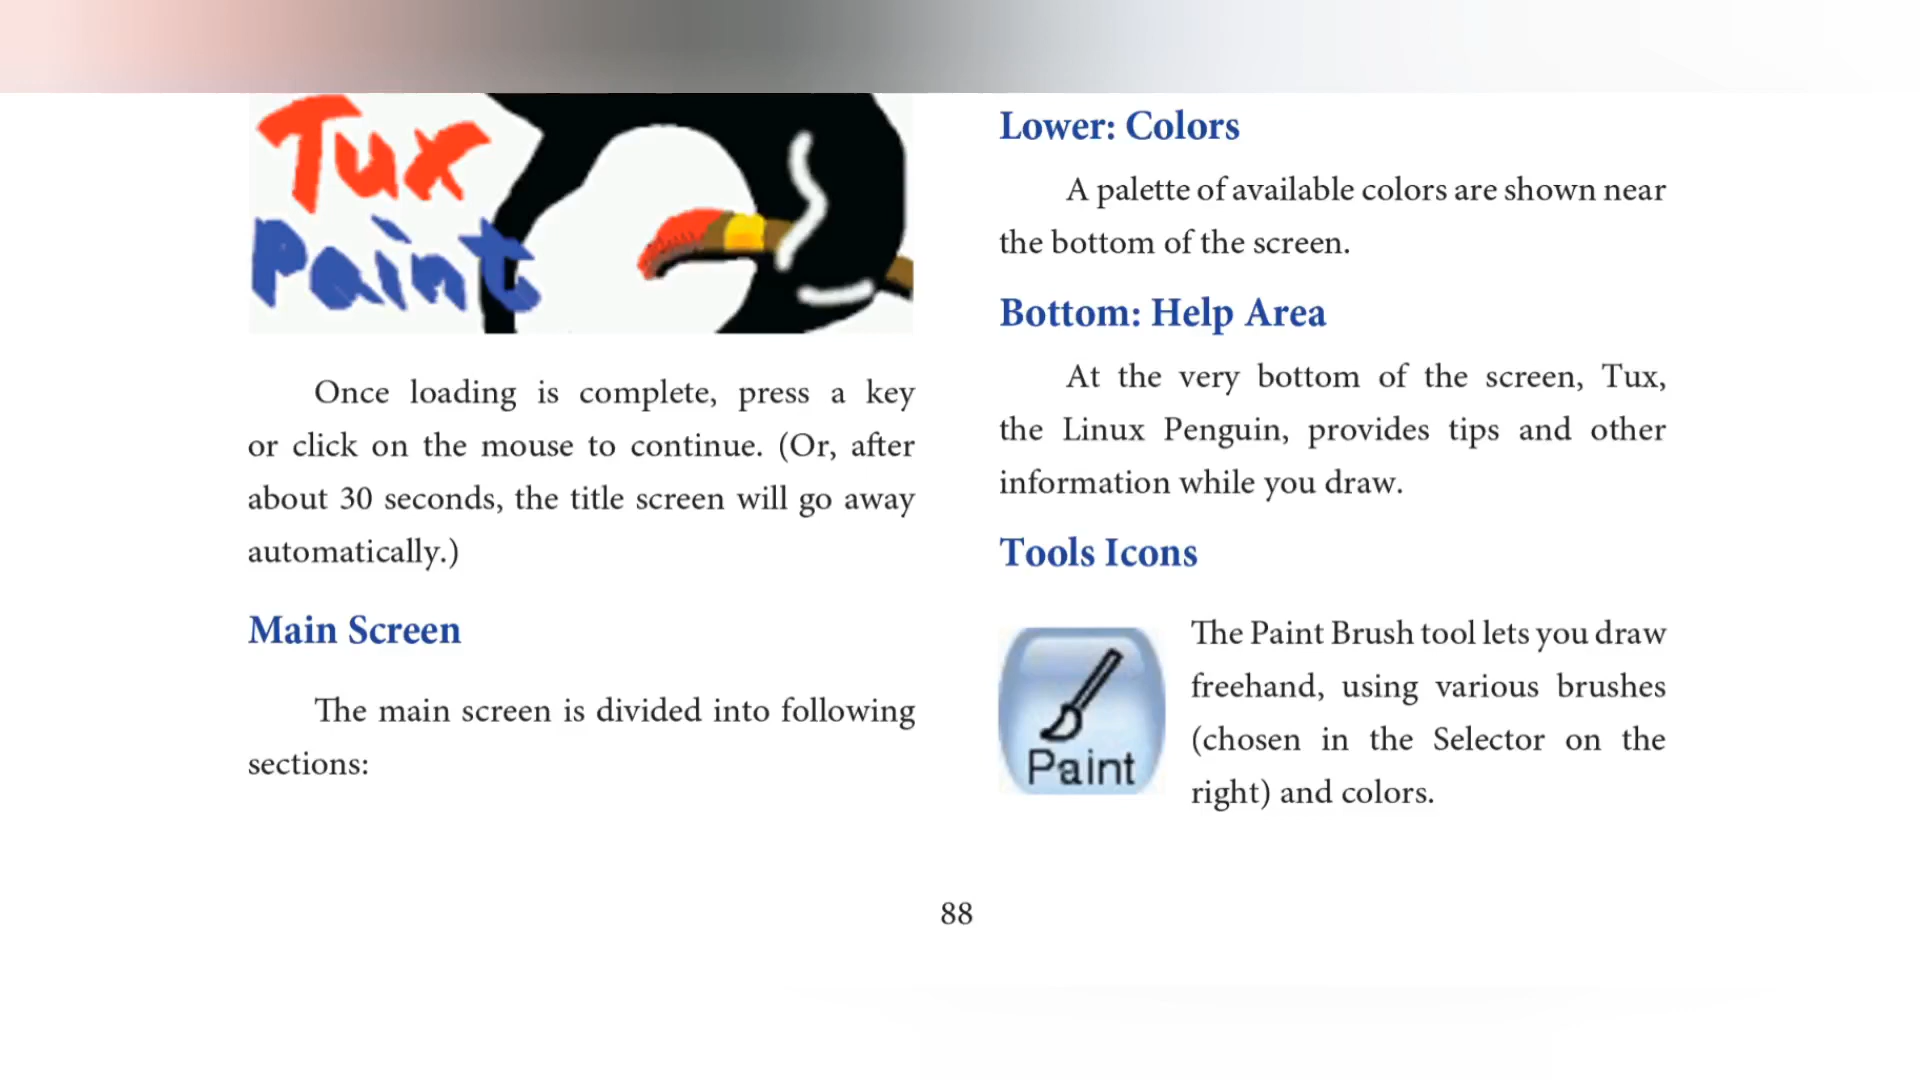 Tux
Paint
Once loading is complete, press a key
or click on the mouse to continue. (Or, after
about 30 seconds, the title screen will go away
automatically.)
Main Screen
The main screen is divided into following
sections:
Lower: Colors
A palette of available colors are shown near
the bottom of the screen.
Bottom: Help Area
At the very bottom of the screen, Tux,
the Linux Penguin, provides tips and other
information while you draw.
Tools Icons
Paint
The Paint Brush tool lets you draw
freehand, using various brushes
(chosen in the Selector on the
right) and colors.
88